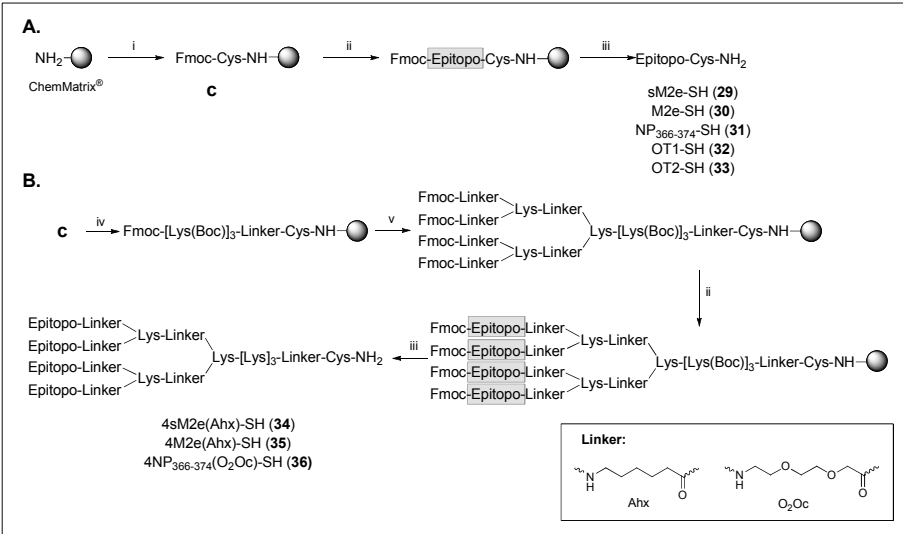 A.
i
ii
iii
NH2
Fmoc-Cys-NH
Fmoc-Epitopo-Cys-NH
Epitopo-Cys-NH2
ChemMatrix®
c
sM2e-SH (29)
M2e-SH (30)
NP366-374-SH (31)
OT1-SH (32)
OT2-SH (33)
B.
c
iv
Fmoc-[Lys(Boc)]3-Linker-Cys-NH
v
Fmoc-Linker
Fmoc-Linker
Lys-Linker
Fmoc-Linker
Fmoc-Linker
Lys-Linker
Lys-[Lys(Boc)]3-Linker-Cys-NH
ii
Epitopo-Linker
Epitopo-Linker
Lys-Linker
Epitopo-Linker
Epitopo-Linker
Lys-Linker
Lys-[Lys]3-Linker-Cys-NH2
iii
Fmoc-Epitopo-Linker
Fmoc-Epitopo-Linker
Lys-Linker
Fmoc-Epitopo-Linker
Fmoc-Epitopo-Linker
Lys-Linker
Lys-[Lys(Boc)]3-Linker-Cys-NH
4sM2e(Ahx)-SH (34)
4M2e(Ahx)-SH (35)
4NP366-374(O2Oc)-SH (36)
Linker:
N
H
O
Ahx
N
H
O
O
O
O2Oc